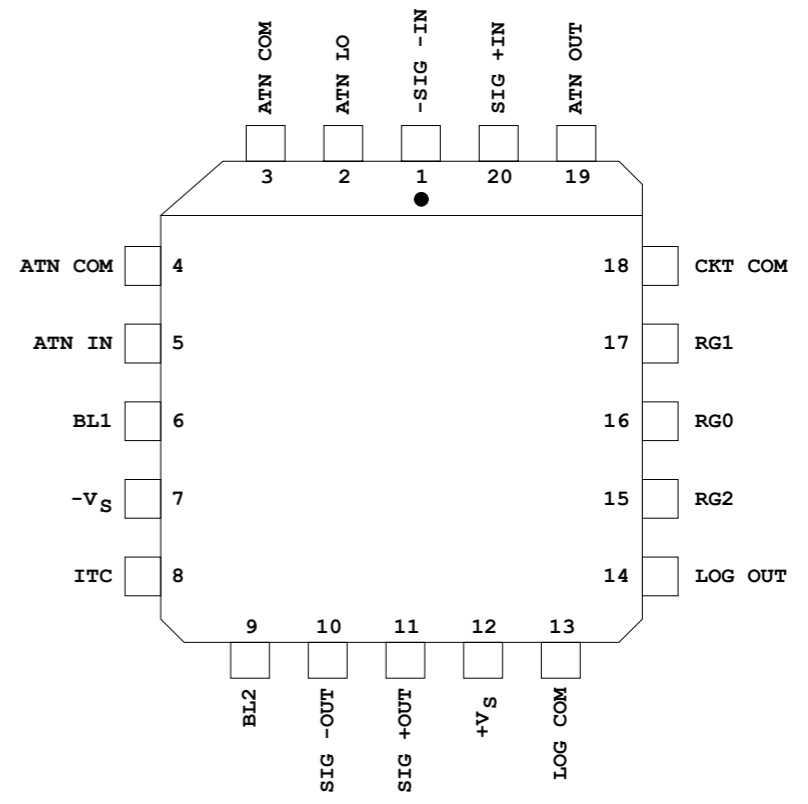 ATN COM
ATN LO
-SIG -IN
SIG +IN
ATN OUT
3 2 1 20 19
ATN COM 4 18 CKT COM
ATN IN 5 17 RG1
BL1 6 16 RG0
-VS 7 15 RG2
ITC 8 14 LOG OUT
9 10 11 12 13
BL2
SIG -OUT
SIG +OUT
+VS
LOG COM